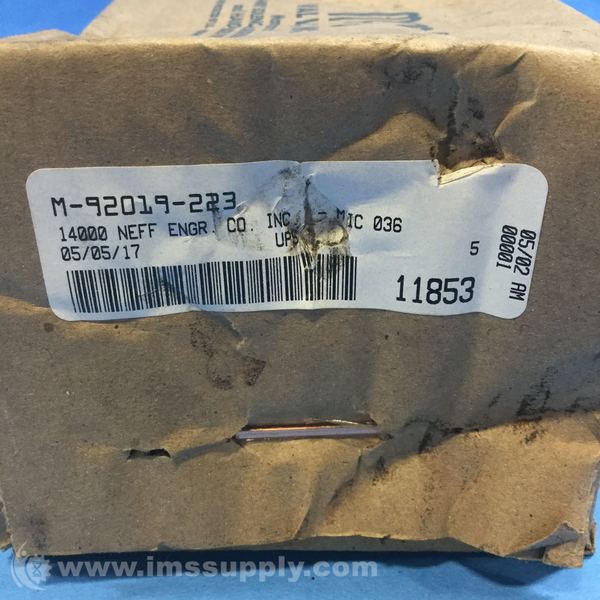 M-92019-223
14000 NEFF ENGR. CO. INC. - MIC 036
05/05/17
UPS
5
11853
05/02 AM
00001
www.imssupply.com